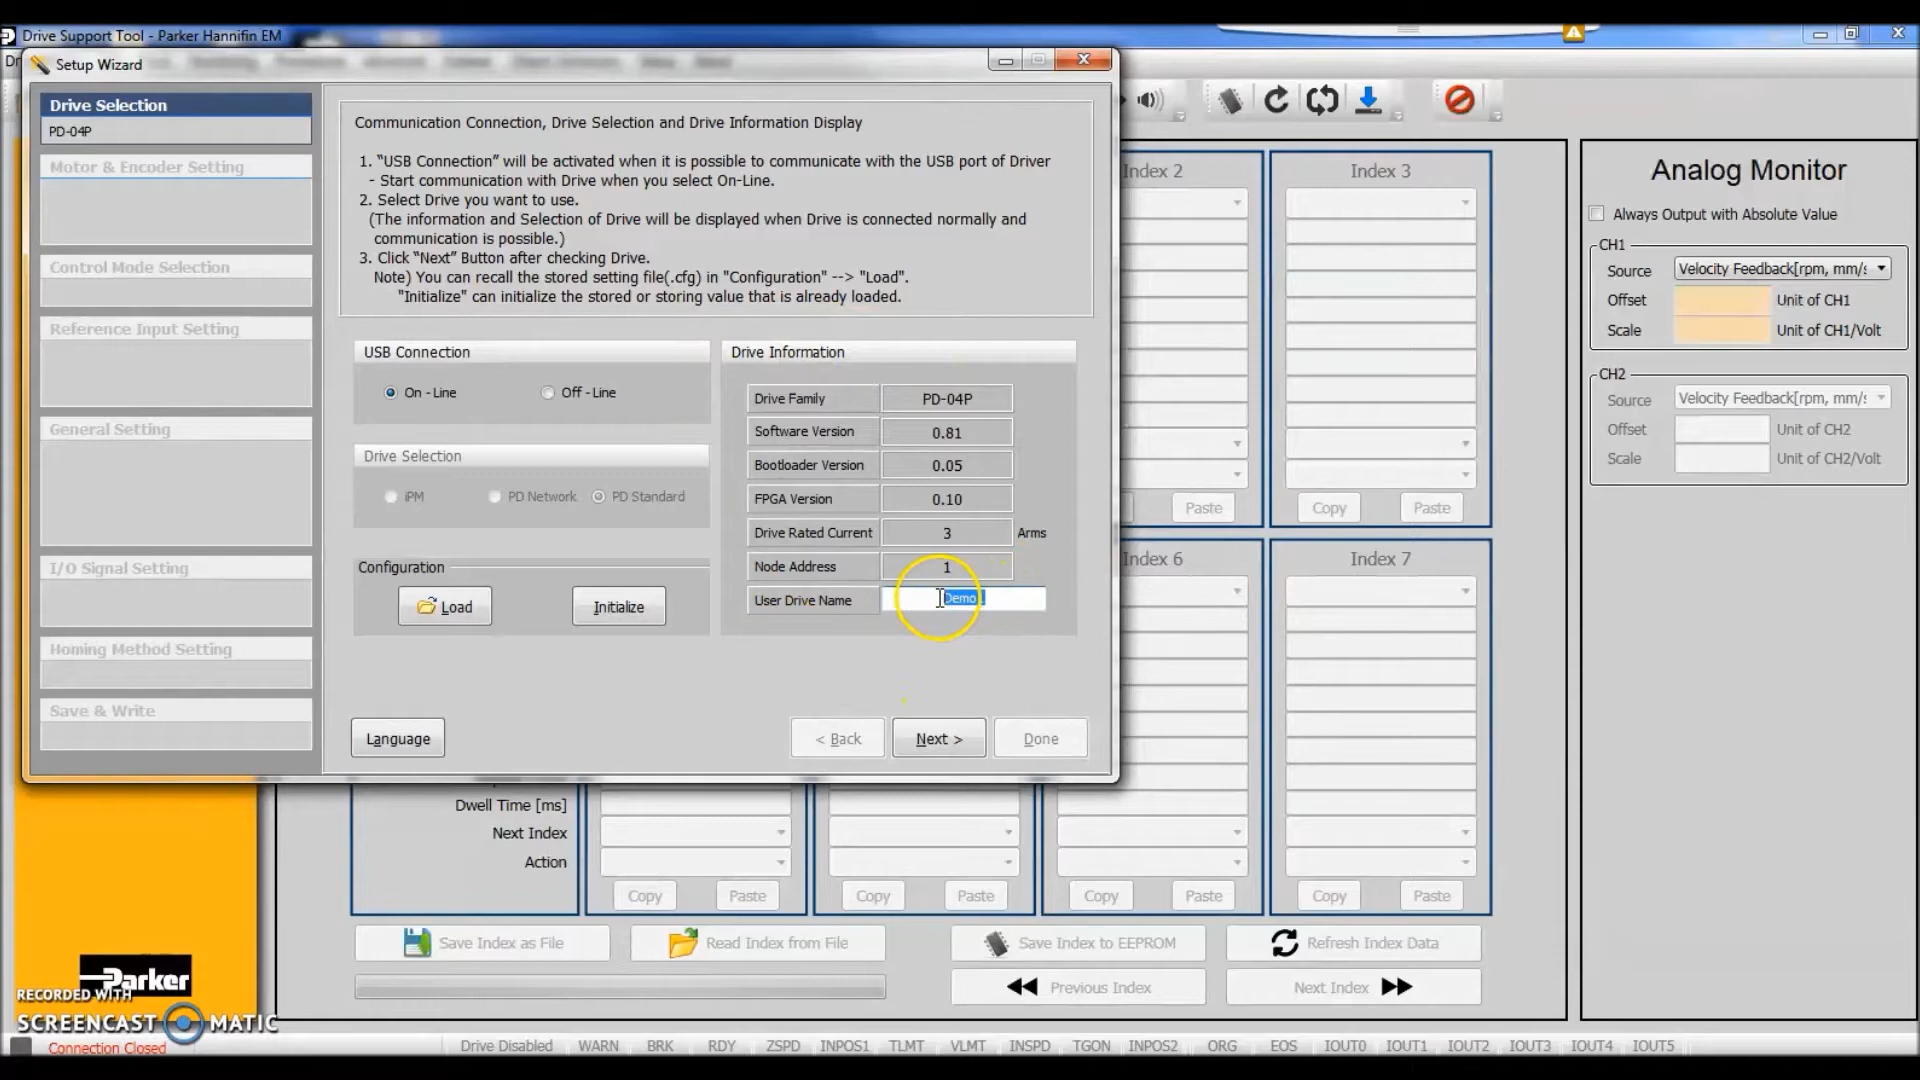 Drive Support Tool - Parker Hannifin EM
Setup Wizard
Drive Selection
PD-04P
Motor & Encoder Setting
Control Mode Selection
Reference Input Setting
General Setting
I/O Signal Setting
Homing Method Setting
Save & Write
Communication Connection, Drive Selection and Drive Information Display
1. “USB Connection” will be activated when it is possible to communicate with the USB port of Driver
- Start communication with Drive when you select On-Line.
2. Select Drive you want to use.
(The information and Selection of Drive will be displayed when Drive is connected normally and
communication is possible.)
3. Click “Next” Button after checking Drive.
Note) You can recall the stored setting file(.cfg) in "Configuration" --> "Load".
"Initialize" can initialize the stored or storing value that is already loaded.
USB Connection
On - Line
Off - Line
Drive Selection
iPM
PD Network
PD Standard
Configuration
Load
Initialize
Drive Information
Drive Family PD-04P
Software Version 0.81
Bootloader Version 0.05
FPGA Version 0.10
Drive Rated Current 3 Arms
Node Address 1
User Drive Name Demo
Language
< Back
Next >
Done
Index 2
Index 3
Paste
Copy
Paste
Index 6
Index 7
Dwell Time [ms]
Next Index
Action
Copy
Paste
Copy
Paste
Copy
Paste
Copy
Paste
Save Index as File
Read Index from File
Save Index to EEPROM
Refresh Index Data
Previous Index
Next Index
Analog Monitor
Always Output with Absolute Value
CH1
Source Velocity Feedback[rpm, mm/s
Offset Unit of CH1
Scale Unit of CH1/Volt
CH2
Source Velocity Feedback[rpm, mm/s
Offset Unit of CH2
Scale Unit of CH2/Volt
Parker
RECORDED WITH
SCREENCAST MATIC
Connection Closed
Drive Disabled WARN BRK RDY ZSPD INPOS1 TLMT VLMT INSPD TGON INPOS2 ORG EOS IOUT0 IOUT1 IOUT2 IOUT3 IOUT4 IOUT5